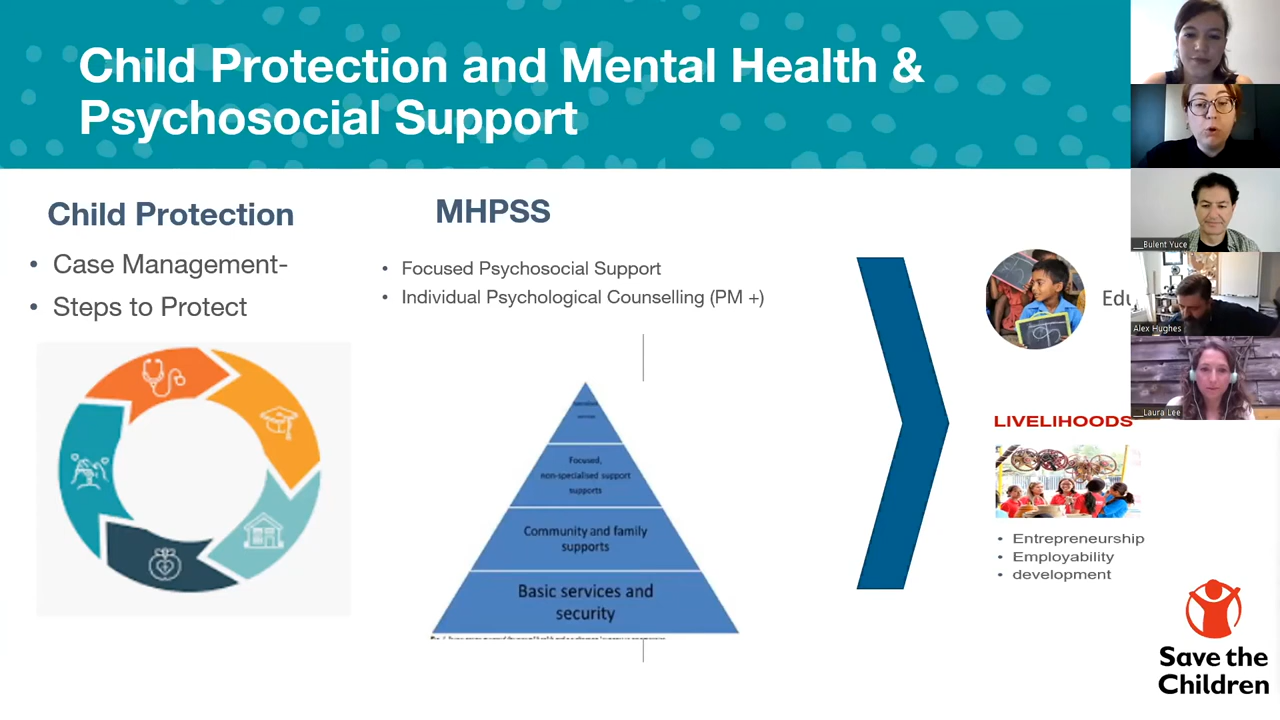 Child Protection and Mental Health &
Psychosocial Support
Child Protection
• Case Management-
• Steps to Protect
MHPSS
• Focused Psychosocial Support
• Individual Psychological Counselling (PM +)
Focused,
non-specialised support
supports
Community and family
supports
Basic services and
security
Edu
LIVELIHOODS
• Entrepreneurship
• Employability
• development
__Bulent Yuce
Alex Hughes
__Laura Lee
Save the
Children